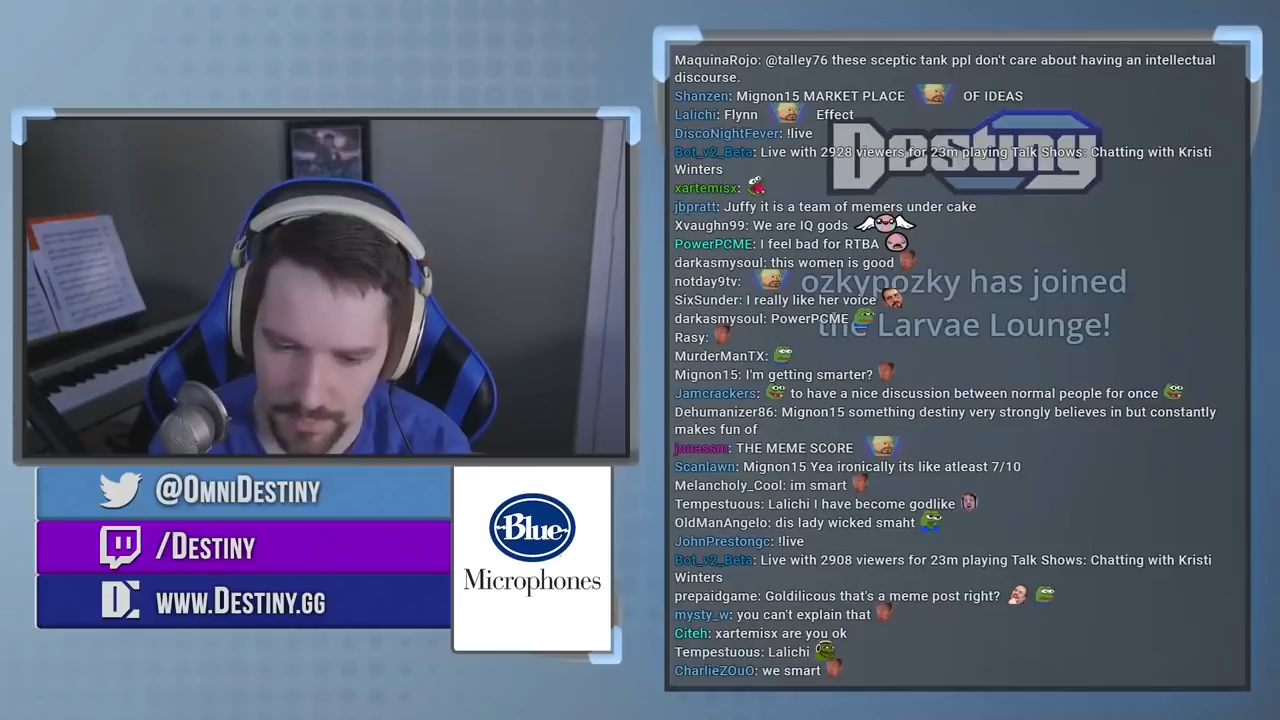 MaquinaRojo: @talley76 these sceptic tank ppl don't care about having an intellectual
discourse.
Shanzen: Mignon15 MARKET PLACE OF IDEAS
Lalichi: Flynn Effect
DiscoNightFever: !live
Bot_v2_Beta: Live with 2928 viewers for 23m playing Talk Shows: Chatting with Kristi
Winters
xartemisx:
jbpratt: Juffy it is a team of memers under cake
Xvaughn99: We are IQ gods
PowerPCME: I feel bad for RTBA
darkasmysoul: this women is good
notday9tv:
SixSunder: I really like her voice
darkasmysoul: PowerPCME
Rasy:
MurderManTX:
Mignon15: I'm getting smarter?
Jamcrackers: to have a nice discussion between normal people for once
Dehumanizer86: Mignon15 something destiny very strongly believes in but constantly
makes fun of
jonassm: THE MEME SCORE
Scanlawn: Mignon15 Yea ironically its like atleast 7/10
Melancholy_Cool: im smart
Tempestuous: Lalichi I have become godlike
OldManAngelo: dis lady wicked smaht
JohnPrestongc: !live
Bot_v2_Beta: Live with 2908 viewers for 23m playing Talk Shows: Chatting with Kristi
Winters
prepaidgame: Goldilicous that's a meme post right?
mysty_w: you can't explain that
Citeh: xartemisx are you ok
Tempestuous: Lalichi
CharlieZOuO: we smart
Destiny
ozkypozky has joined
the Larvae Lounge!
@OmniDestiny
/Destiny
www.Destiny.gg
Blue
Microphones